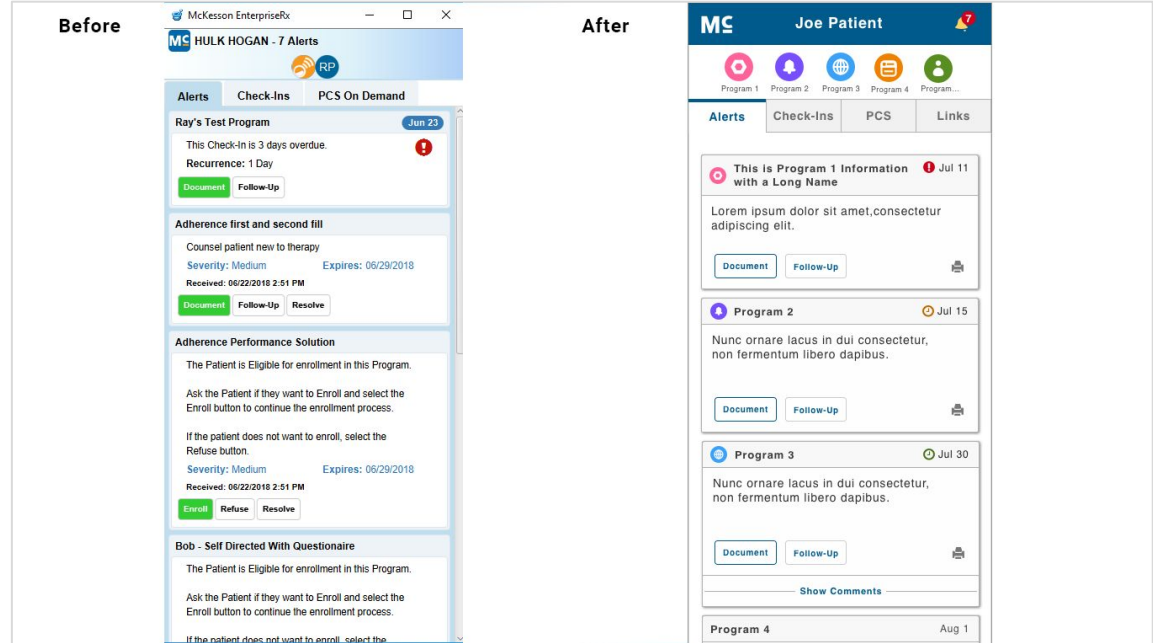 Before
McKesson EnterpriseRx
MC HULK HOGAN - 7 Alerts
RP
Alerts Check-Ins PCS On Demand
Ray's Test Program Jun 23
This Check-In is 3 days overdue.
Recurrence: 1 Day
Document Follow-Up
Adherence first and second fill
Counsel patient new to therapy
Severity: Medium Expires: 06/29/2018
Received: 06/22/2018 2:51 PM
Document Follow-Up Resolve
Adherence Performance Solution
The Patient is Eligible for enrollment in this Program.
Ask the Patient if they want to Enroll and select the
Enroll button to continue the enrollment process.
If the patient does not want to enroll, select the
Refuse button.
Severity: Medium Expires: 06/29/2018
Received: 06/22/2018 2:51 PM
Enroll Refuse Resolve
Bob - Self Directed With Questionaire
The Patient is Eligible for enrollment in this Program.
Ask the Patient if they want to Enroll and select the
Enroll button to continue the enrollment process.
If the patient does not want to enroll, select the
After
MC Joe Patient 7
Program 1 Program 2 Program 3 Program 4 Program...
Alerts Check-Ins PCS Links
This is Program 1 Information Jul 11
with a Long Name
Lorem ipsum dolor sit amet,consectetur
adipiscing elit.
Document Follow-Up
Program 2 Jul 15
Nunc ornare lacus in dui consectetur,
non fermentum libero dapibus.
Document Follow-Up
Program 3 Jul 30
Nunc ornare lacus in dui consectetur,
non fermentum libero dapibus.
Document Follow-Up
Show Comments
Program 4 Aug 1